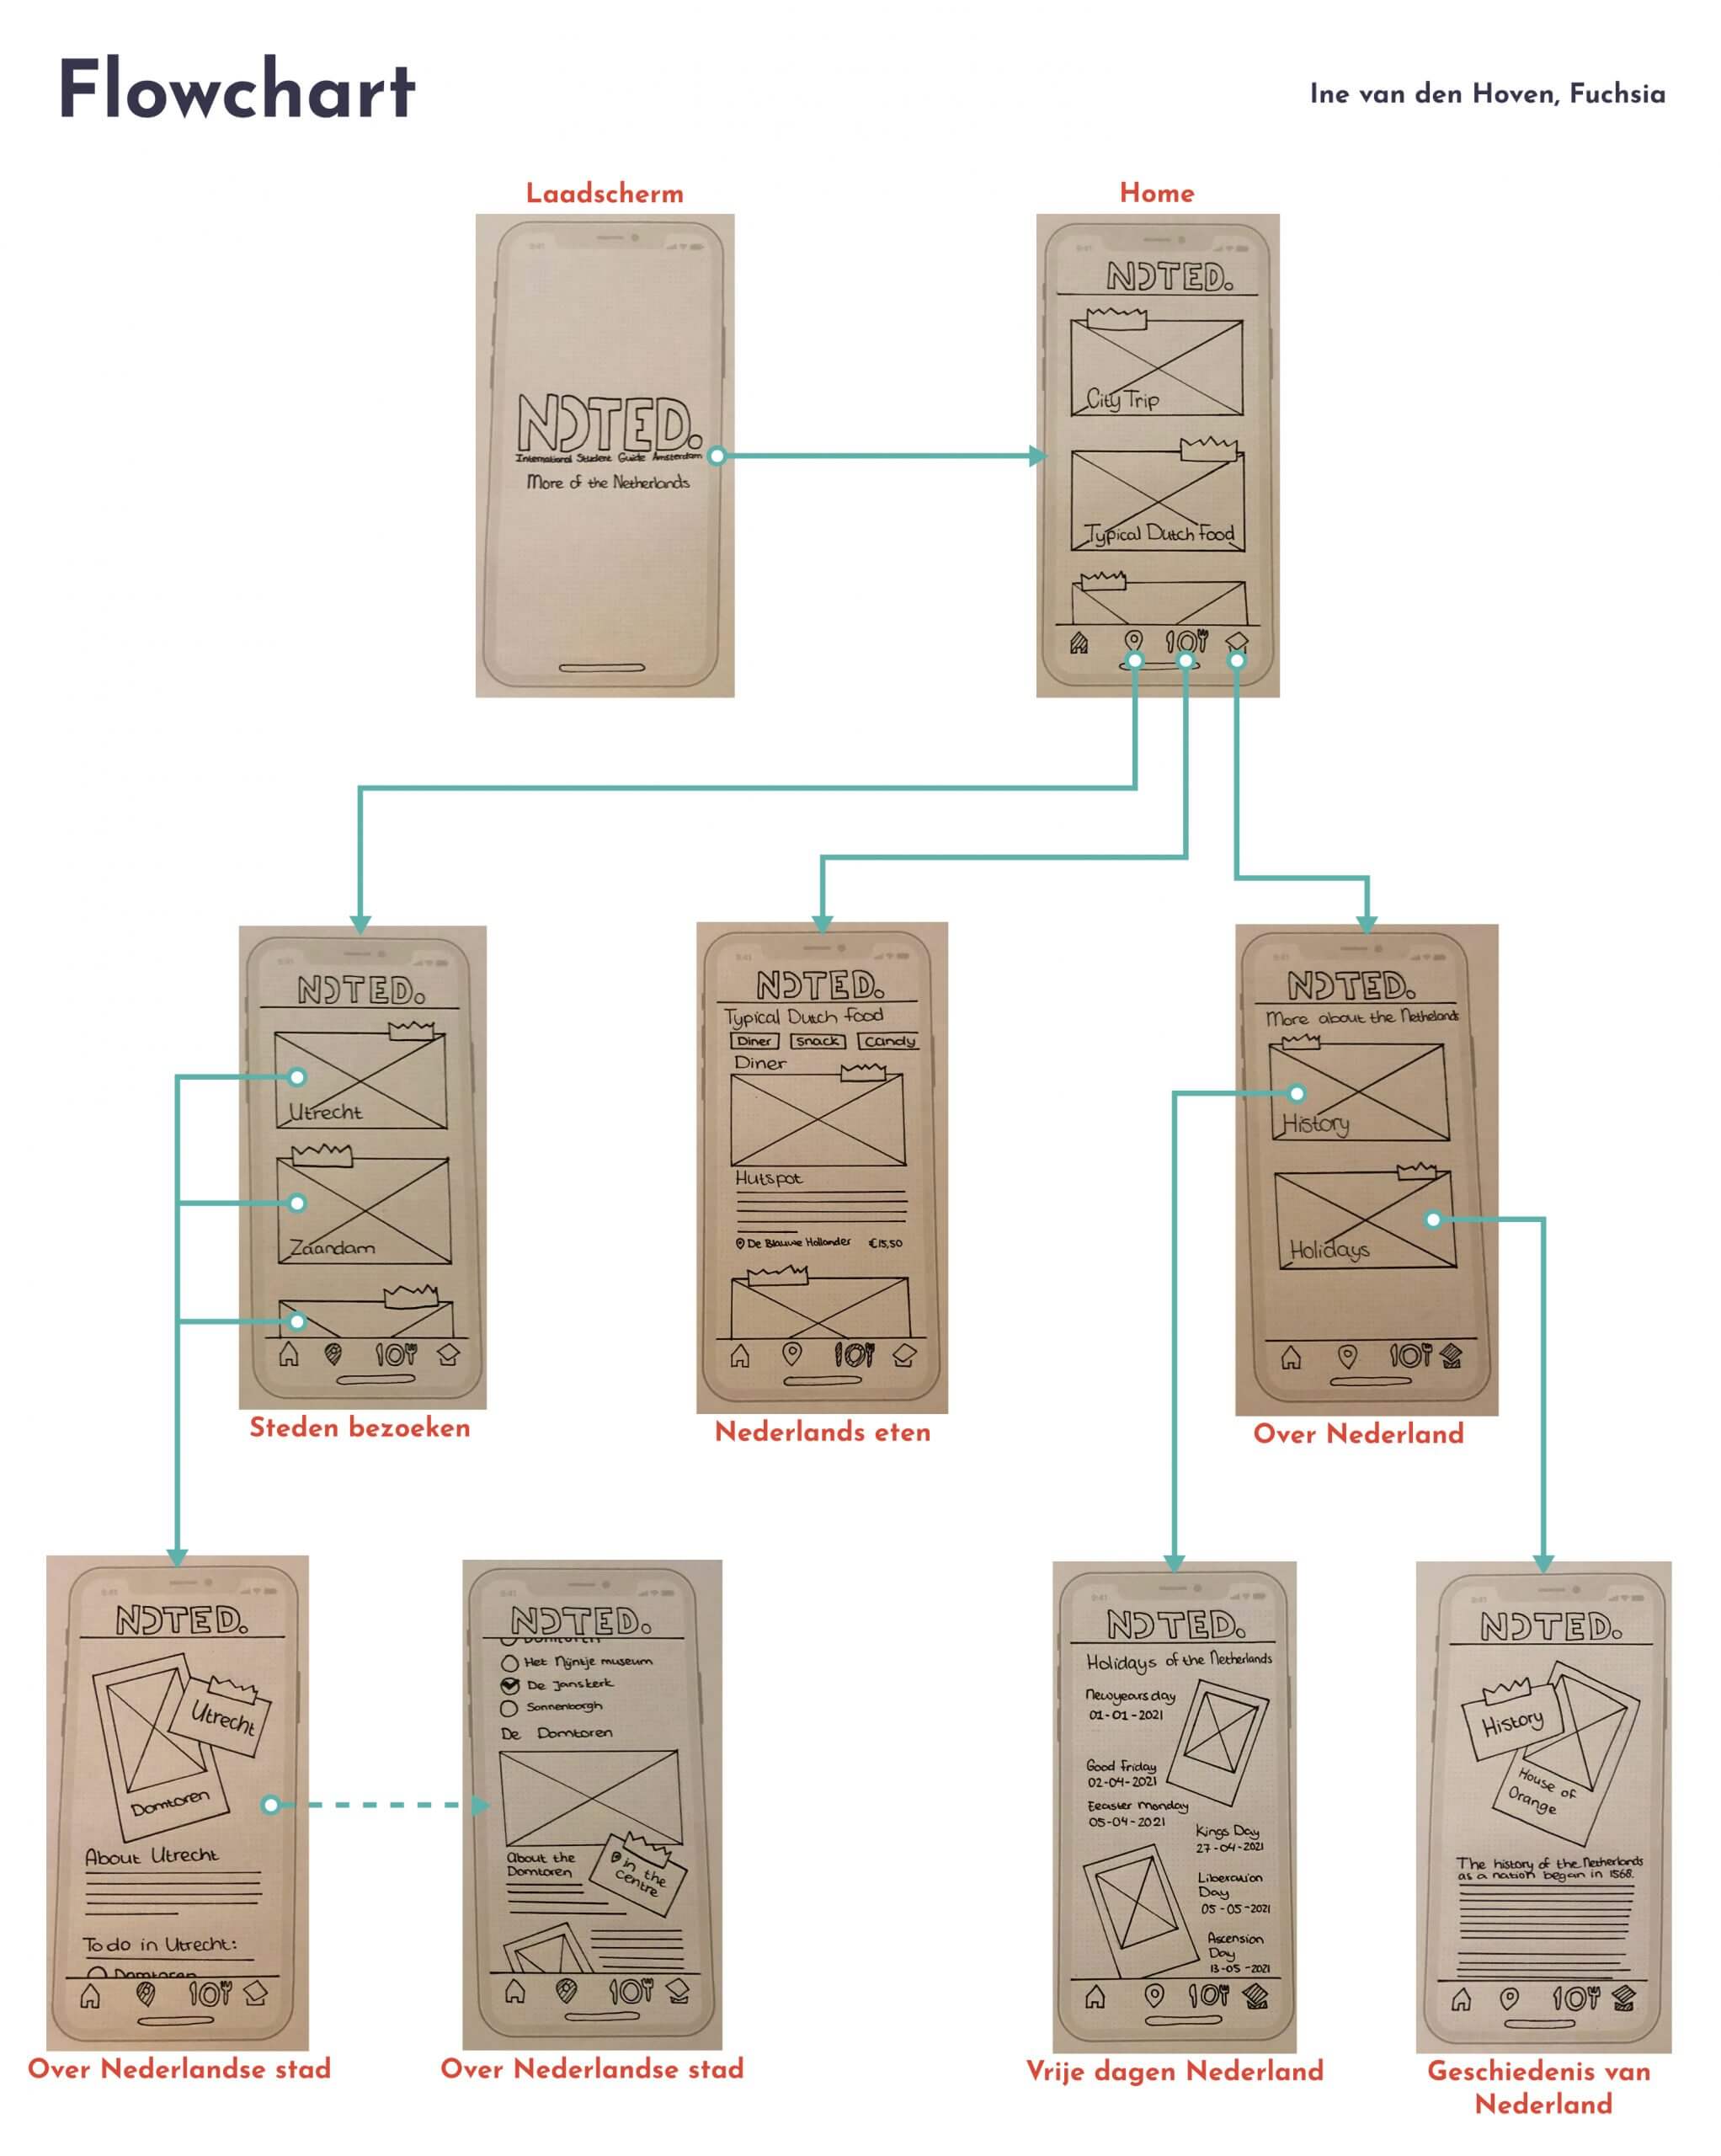 Flowchart
Ine van den Hoven, Fuchsia
Laadscherm
NOTED.
International Student Guide Amsterdam
More of the Netherlands
Home
NOTED.
City Trip
Typical Dutch Food
NOTED.
Utrecht
Zaandam
Steden bezoeken
NOTED.
Typical Dutch food
Diner Snack Candy
Diner
Hutspot
De Blauwe Hollander €15,50
Nederlands eten
NOTED.
More about the Nethelands
History
Holidays
Over Nederland
NOTED.
Utrecht
Domtoren
About Utrecht
To do in Utrecht:
Domtoren
Over Nederlandse stad
NOTED.
Domtoren
Het Nijntje museum
De Janskerk
Sonnenborgh
De Domtoren
About the
Domtoren
in the
centre
Over Nederlandse stad
NOTED.
Holidays of the Netherlands
Newyears day
01-01-2021
Good friday
02-04-2021
Eeaster monday
05-04-2021
Kings Day
27-04-2021
Liberation
Day
05-05-2021
Ascension
Day
13-05-2021
Vrije dagen Nederland
NOTED.
History
House of
Orange
The history of the Netherlands
as a nation began in 1568.
Geschiedenis van
Nederland